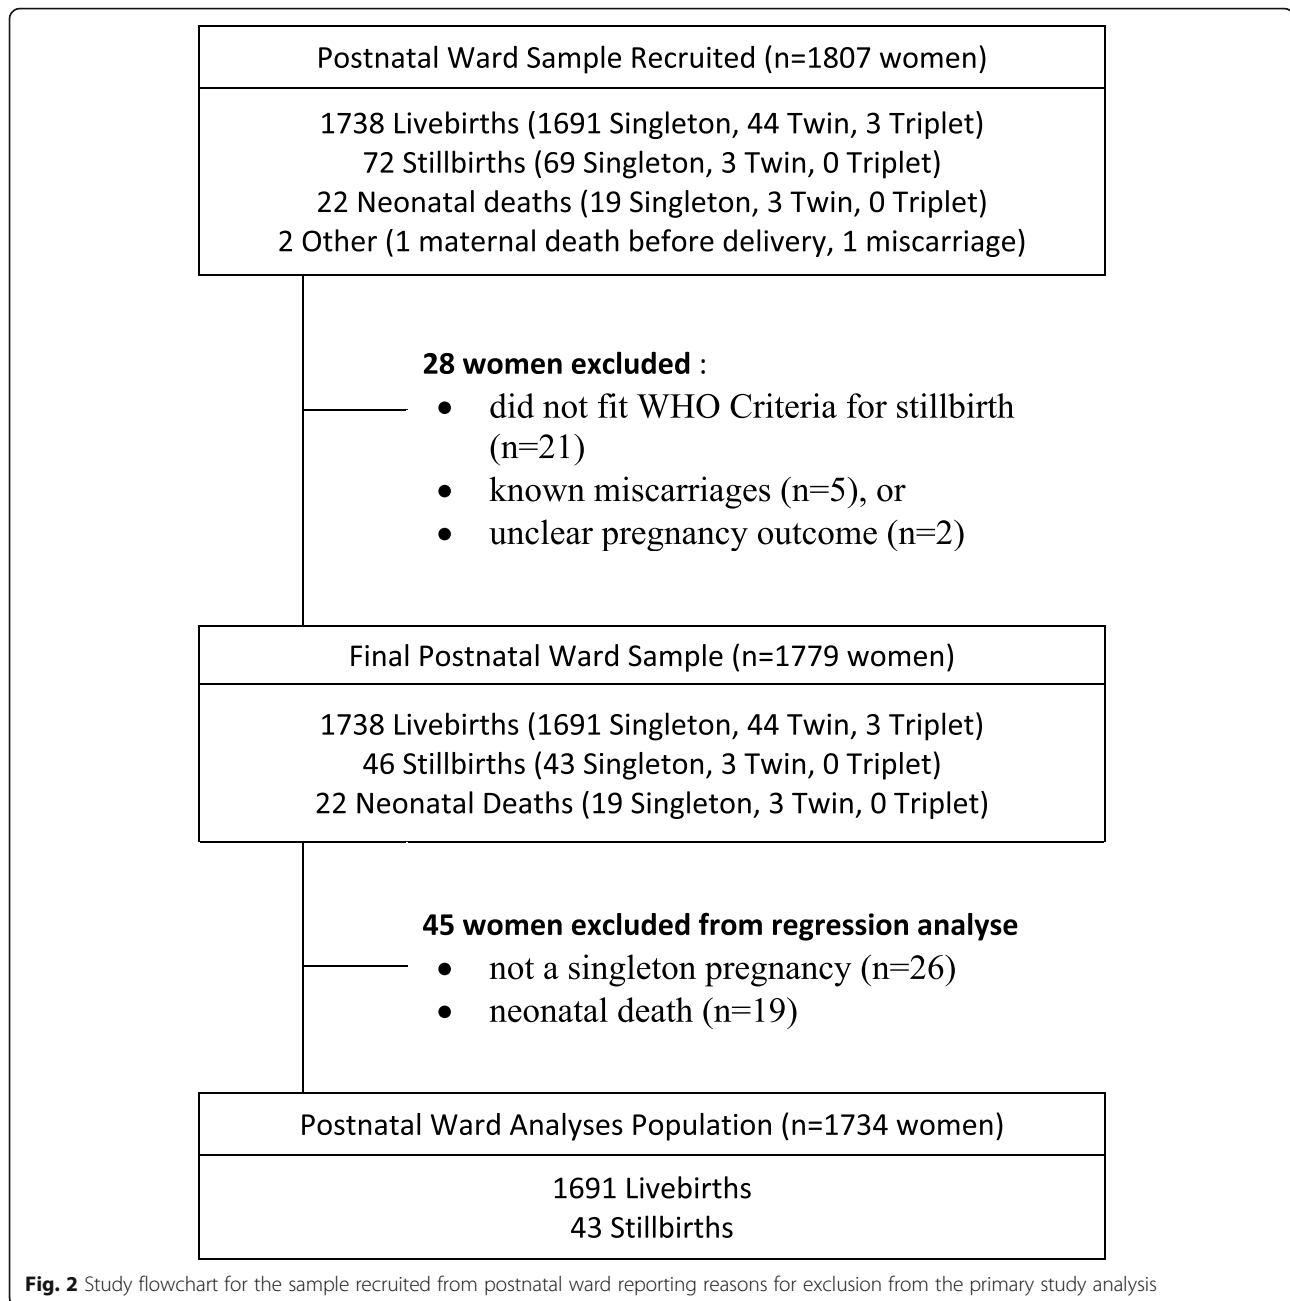 Postnatal Ward Sample Recruited (n=1807 women)
1738 Livebirths (1691 Singleton, 44 Twin, 3 Triplet)
72 Stillbirths (69 Singleton, 3 Twin, 0 Triplet)
22 Neonatal deaths (19 Singleton, 3 Twin, 0 Triplet)
2 Other (1 maternal death before delivery, 1 miscarriage)
28 women excluded :
• did not fit WHO Criteria for stillbirth
(n=21)
• known miscarriages (n=5), or
• unclear pregnancy outcome (n=2)
Final Postnatal Ward Sample (n=1779 women)
1738 Livebirths (1691 Singleton, 44 Twin, 3 Triplet)
46 Stillbirths (43 Singleton, 3 Twin, 0 Triplet)
22 Neonatal Deaths (19 Singleton, 3 Twin, 0 Triplet)
45 women excluded from regression analyse
• not a singleton pregnancy (n=26)
• neonatal death (n=19)
Postnatal Ward Analyses Population (n=1734 women)
1691 Livebirths
43 Stillbirths
Fig. 2 Study flowchart for the sample recruited from postnatal ward reporting reasons for exclusion from the primary study analysis